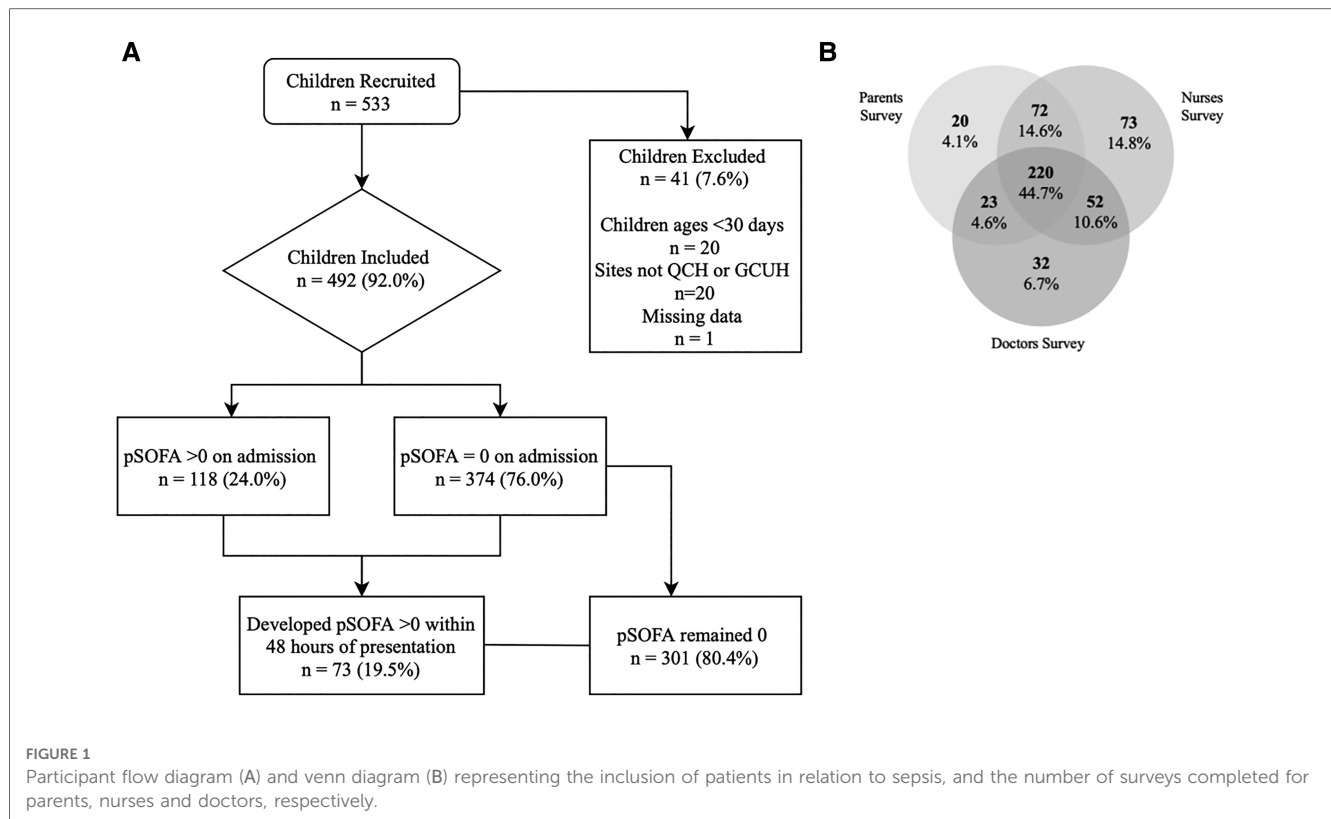 A
Children Recruited
n = 533
Children Excluded
n = 41 (7.6%)
Children ages <30 days
n = 20
Sites not QCH or GCUH
n=20
Missing data
n = 1
Children Included
n = 492 (92.0%)
pSOFA >0 on admission
n = 118 (24.0%)
pSOFA = 0 on admission
n = 374 (76.0%)
Developed pSOFA >0 within
48 hours of presentation
n = 73 (19.5%)
pSOFA remained 0
n = 301 (80.4%)
B
Parents
Survey
Nurses
Survey
20
4.1%
72
14.6%
73
14.8%
220
44.7%
23
4.6%
52
10.6%
32
6.7%
Doctors Survey
FIGURE 1
Participant flow diagram (A) and venn diagram (B) representing the inclusion of patients in relation to sepsis, and the number of surveys completed for
parents, nurses and doctors, respectively.